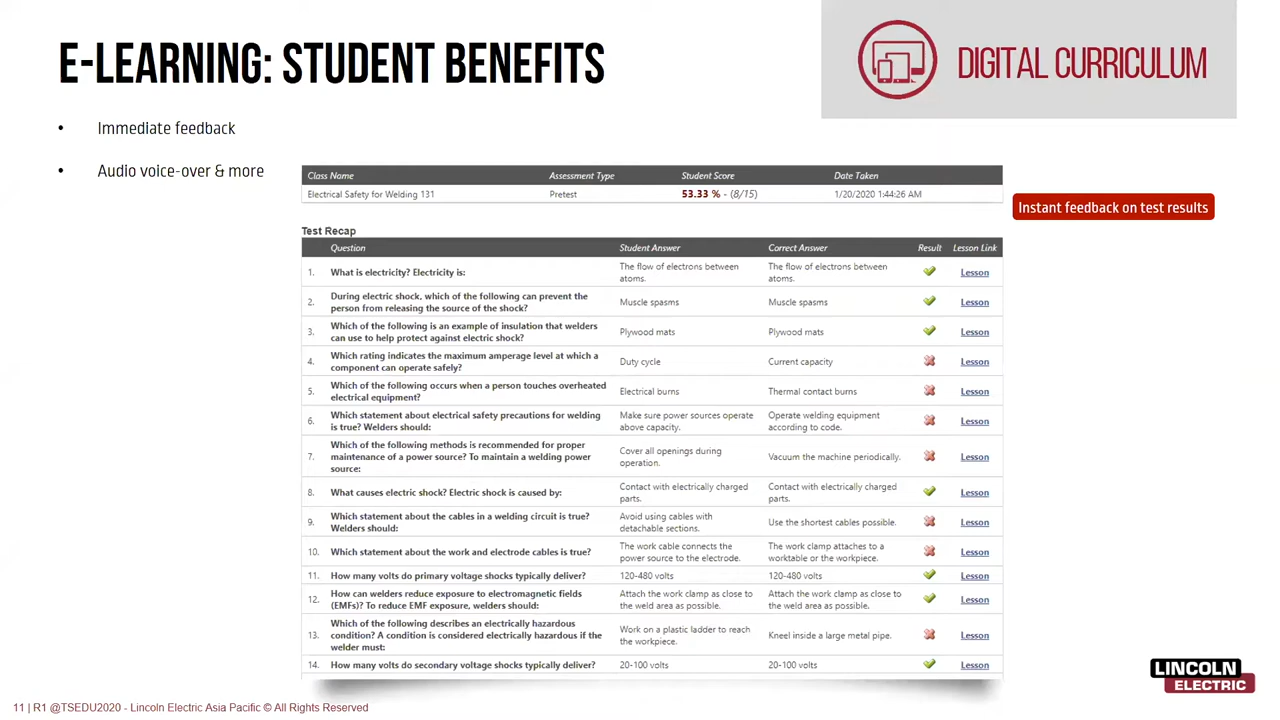 E-LEARNING: STUDENT BENEFITS
DIGITAL CURRICULUM
• Immediate feedback
• Audio voice-over & more
Class Name Assessment Type Student Score Date Taken
Electrical Safety for Welding 131 Pretest 53.33 % - (8/15) 1/20/2020 1:44:26 AM
Instant feedback on test results
Test Recap
Question Student Answer Correct Answer Result Lesson Link
1. What is electricity? Electricity is: The flow of electrons between atoms. The flow of electrons between atoms. Lesson
2. During electric shock, which of the following can prevent the person from releasing the source of the shock? Muscle spasms Muscle spasms Lesson
3. Which of the following is an example of insulation that welders can use to help protect against electric shock? Plywood mats Plywood mats Lesson
4. Which rating indicates the maximum amperage level at which a component can operate safely? Duty cycle Current capacity Lesson
5. Which of the following occurs when a person touches overheated electrical equipment? Electrical burns Thermal contact burns Lesson
6. Which statement about electrical safety precautions for welding is true? Welders should: Make sure power sources operate above capacity. Operate welding equipment according to code. Lesson
7. Which of the following methods is recommended for proper maintenance of a power source? To maintain a welding power source: Cover all openings during operation. Vacuum the machine periodically. Lesson
8. What causes electric shock? Electric shock is caused by: Contact with electrically charged parts. Contact with electrically charged parts. Lesson
9. Which statement about the cables in a welding circuit is true? Welders should: Avoid using cables with detachable sections. Use the shortest cables possible. Lesson
10. Which statement about the work and electrode cables is true? The work cable connects the power source to the electrode. The work clamp attaches to a worktable or the workpiece. Lesson
11. How many volts do primary voltage shocks typically deliver? 120-480 volts 120-480 volts Lesson
12. How can welders reduce exposure to electromagnetic fields (EMFs)? To reduce EMF exposure, welders should: Attach the work clamp as close to the weld area as possible. Attach the work clamp as close to the weld area as possible. Lesson
13. Which of the following describes an electrically hazardous condition? A condition is considered electrically hazardous if the welder must: Work on a plastic ladder to reach the workpiece. Kneel inside a large metal pipe. Lesson
14. How many volts do secondary voltage shocks typically deliver? 20-100 volts 20-100 volts Lesson
LINCOLN
ELECTRIC
11 | R1 @TSEDU2020 - Lincoln Electric Asia Pacific © All Rights Reserved